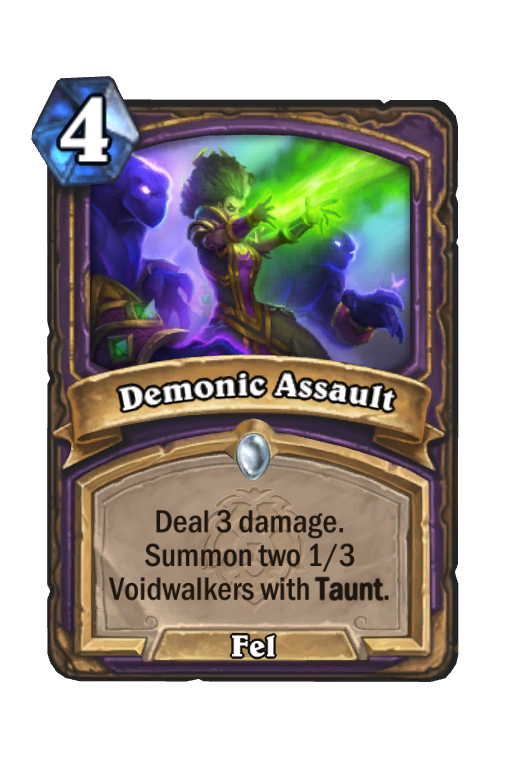 4
Demonic Assault
Deal 3 damage.
Summon two 1/3
Voidwalkers with Taunt.
Fel